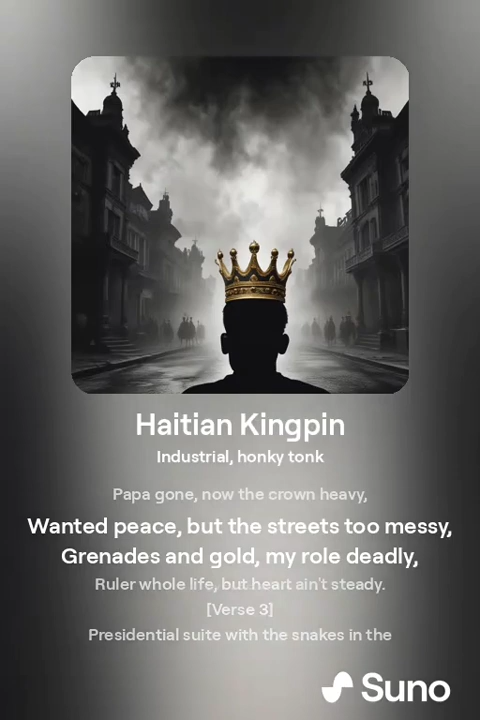 Haitian Kingpin
Industrial, honky tonk
Papa gone, now the crown heavy,
Wanted peace, but the streets too messy,
Grenades and gold, my role deadly,
Ruler whole life, but heart ain't steady.
[Verse 3]
Presidential suite with the snakes in the
Suno